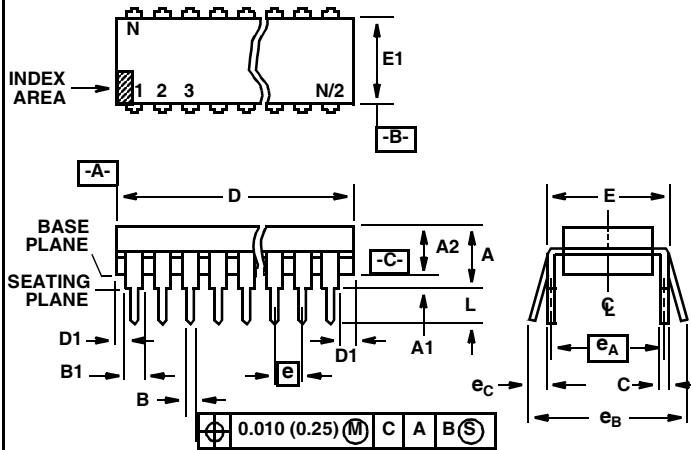 N
E1
INDEX
AREA
1 2 3 N/2
-B-
-A-
D
E
BASE
PLANE
A2
A
-C-
SEATING
PLANE
L
℄
D1
A1
D1
eA
B1
e
eC
C
B
eB
0.010 (0.25) Ⓜ C A B Ⓢ